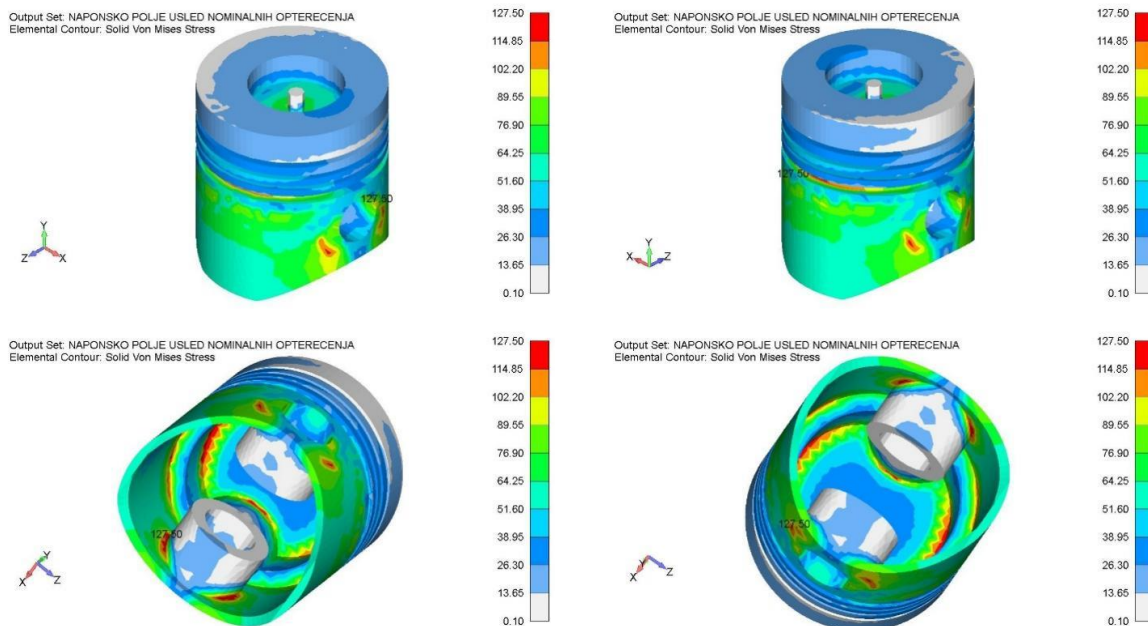 Output Set: NAPONSKO POLJE USLED NOMINALNIH OPTERECENJA
Elemental Contour: Solid Von Mises Stress
127.50
114.85
102.20
89.55
76.90
64.25
51.60
38.95
26.30
13.65
0.10
127.50
Y
Z
X
Output Set: NAPONSKO POLJE USLED NOMINALNIH OPTERECENJA
Elemental Contour: Solid Von Mises Stress
127.50
114.85
102.20
89.55
76.90
64.25
51.60
38.95
26.30
13.65
0.10
127.50
Y
X
Z
Output Set: NAPONSKO POLJE USLED NOMINALNIH OPTERECENJA
Elemental Contour: Solid Von Mises Stress
127.50
114.85
102.20
89.55
76.90
64.25
51.60
38.95
26.30
13.65
0.10
127.50
Y
X
Z
Output Set: NAPONSKO POLJE USLED NOMINALNIH OPTERECENJA
Elemental Contour: Solid Von Mises Stress
127.50
114.85
102.20
89.55
76.90
64.25
51.60
38.95
26.30
13.65
0.10
127.50
Y
Z
X